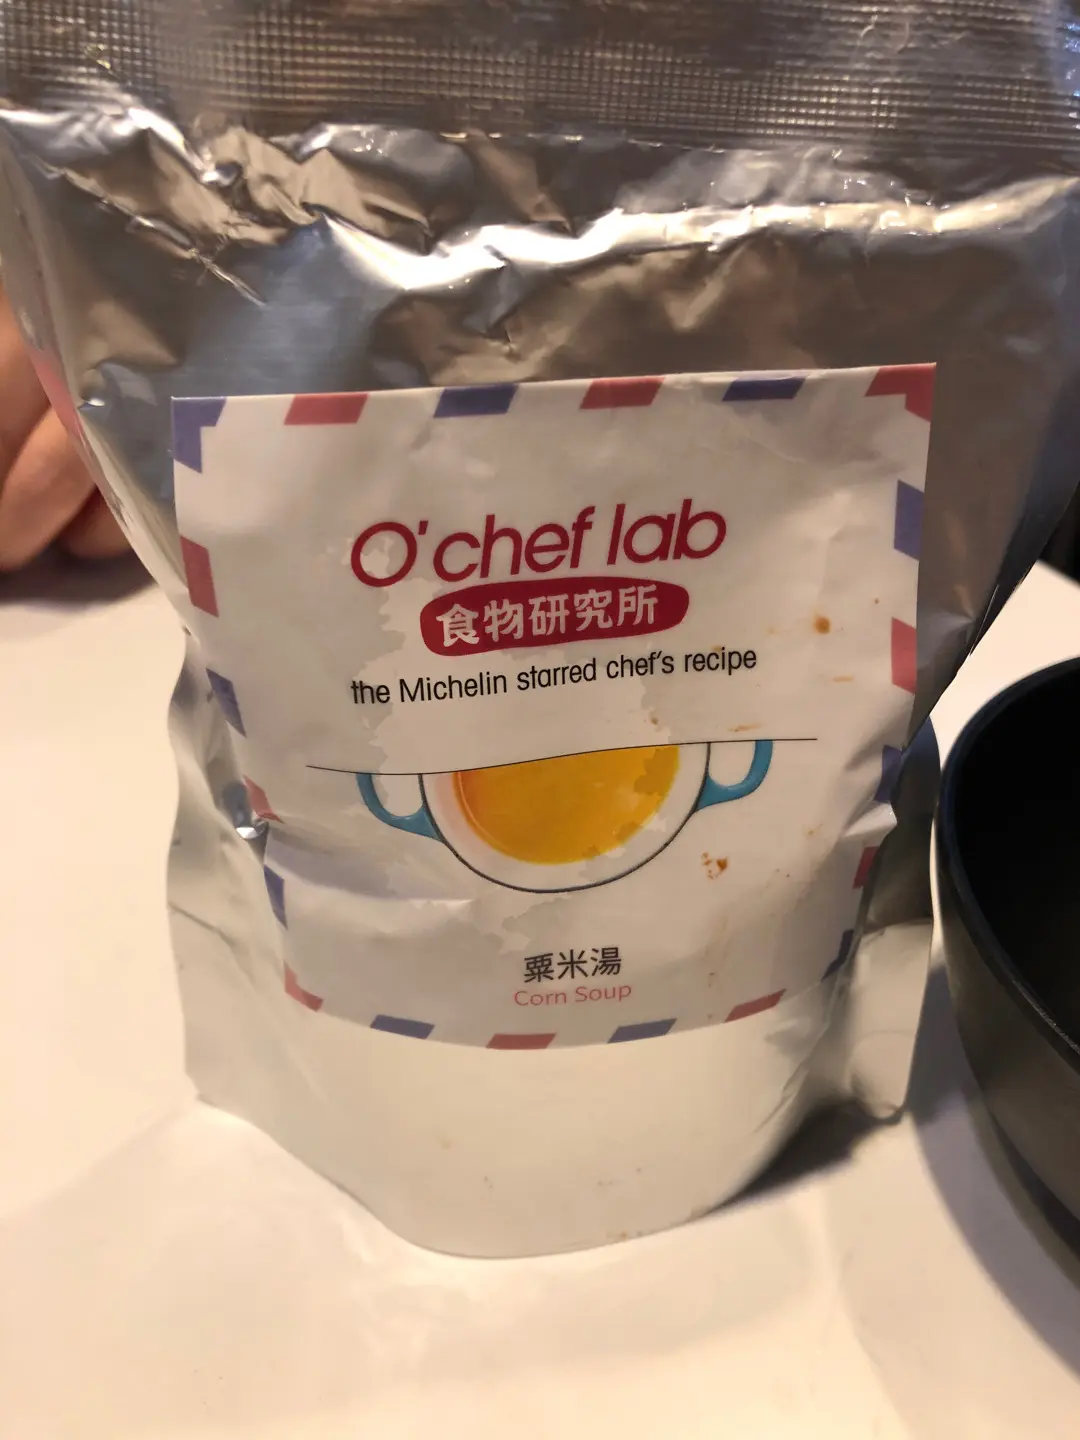 O'chef lab
食物研究所
the Michelin starred chef's recipe
粟米湯
Corn Soup